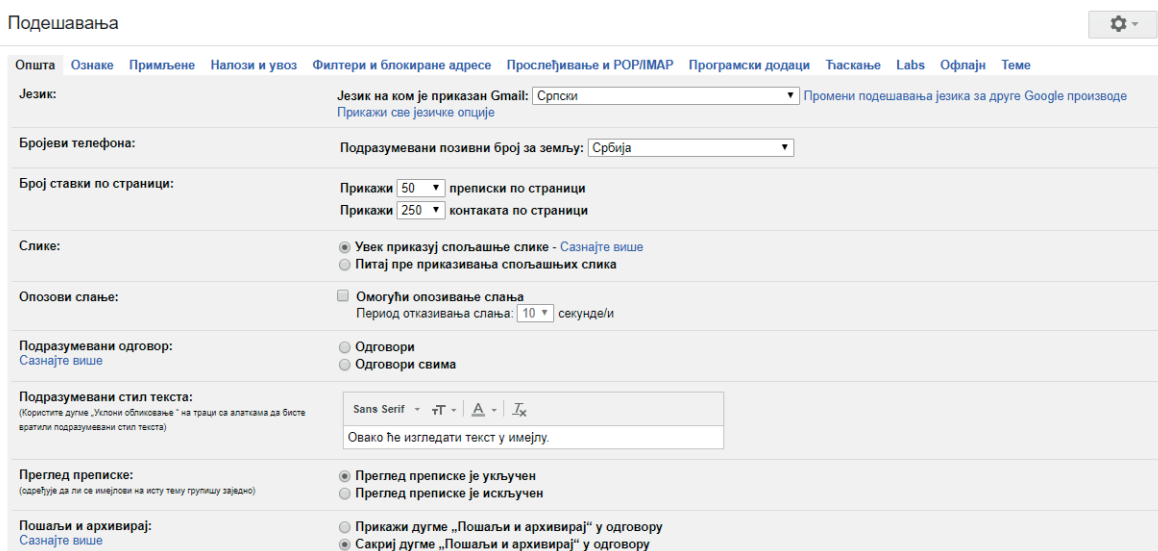 Подешавања
Општа Ознаке Примљене Налози и увоз Филтери и блокиране адресе Прослеђивање и POP/IMAP Програмски додаци Ћаскање Labs Офлајн Теме
Језик: Језик на ком је приказан Gmail: Српски Промени подешавања језика за друге Google производе
Прикажи све језичке опције
Бројеви телефона: Подразумевани позивни број за земљу: Србија
Број ставки по страници: Прикажи 50 преписки по страници
Прикажи 250 контаката по страници
Слике: Увек приказуј спољашње слике - Сазнајте више
Питај пре приказивања спољашњих слика
Опозови слање: Омогући опозивање слања
Период отказивања слања: 10 секунде/и
Подразумевани одговор: Одговори
Сазнајте више Одговори свима
Подразумевани стил текста:
(Користите дугме „Уклони обликовање “ на траци са алаткама да бисте
вратили подразумевани стил текста)
Sans Serif тТ A Tx
Овако ће изгледати текст у имејлу.
Преглед преписке: Преглед преписке је укључен
(одређује да ли се имејлови на исту тему групишу заједно) Преглед преписке је искључен
Пошаљи и архивирај: Прикажи дугме „Пошаљи и архивирај“ у одговору
Сазнајте више Сакриј дугме „Пошаљи и архивирај“ у одговору